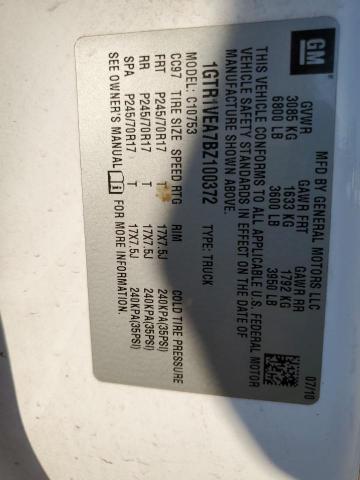 GM
MFD BY GENERAL MOTORS LLC
07/10
GVWR GAWR FRT GAWR RR
3085 KG 1633 KG 1792 KG
6800 LB 3600 LB 3950 LB
THIS VEHICLE CONFORMS TO ALL APPLICABLE U.S. FEDERAL MOTOR
VEHICLE SAFETY STANDARDS IN EFFECT ON THE DATE OF
MANUFACTURE SHOWN ABOVE.
1GTR1VEA7BZ100372 TYPE: TRUCK
MODEL: C10753
CC97 TIRE SIZE SPEED RTG RIM COLD TIRE PRESSURE
FRT P245/70R17 T 17X7.5J 240KPA(35PSI)
RR P245/70R17 T 17X7.5J 240KPA(35PSI)
SPA P245/70R17 T 17X7.5J 240KPA(35PSI)
SEE OWNER'S MANUAL FOR MORE INFORMATION.